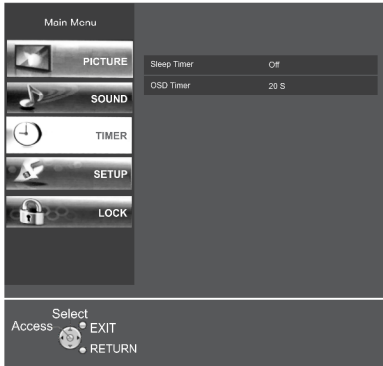 Main Menu
PICTURE
SOUND
TIMER
SETUP
LOCK
Sleep Timer Off
OSD Timer 20 S
Select
Access
EXIT
RETURN